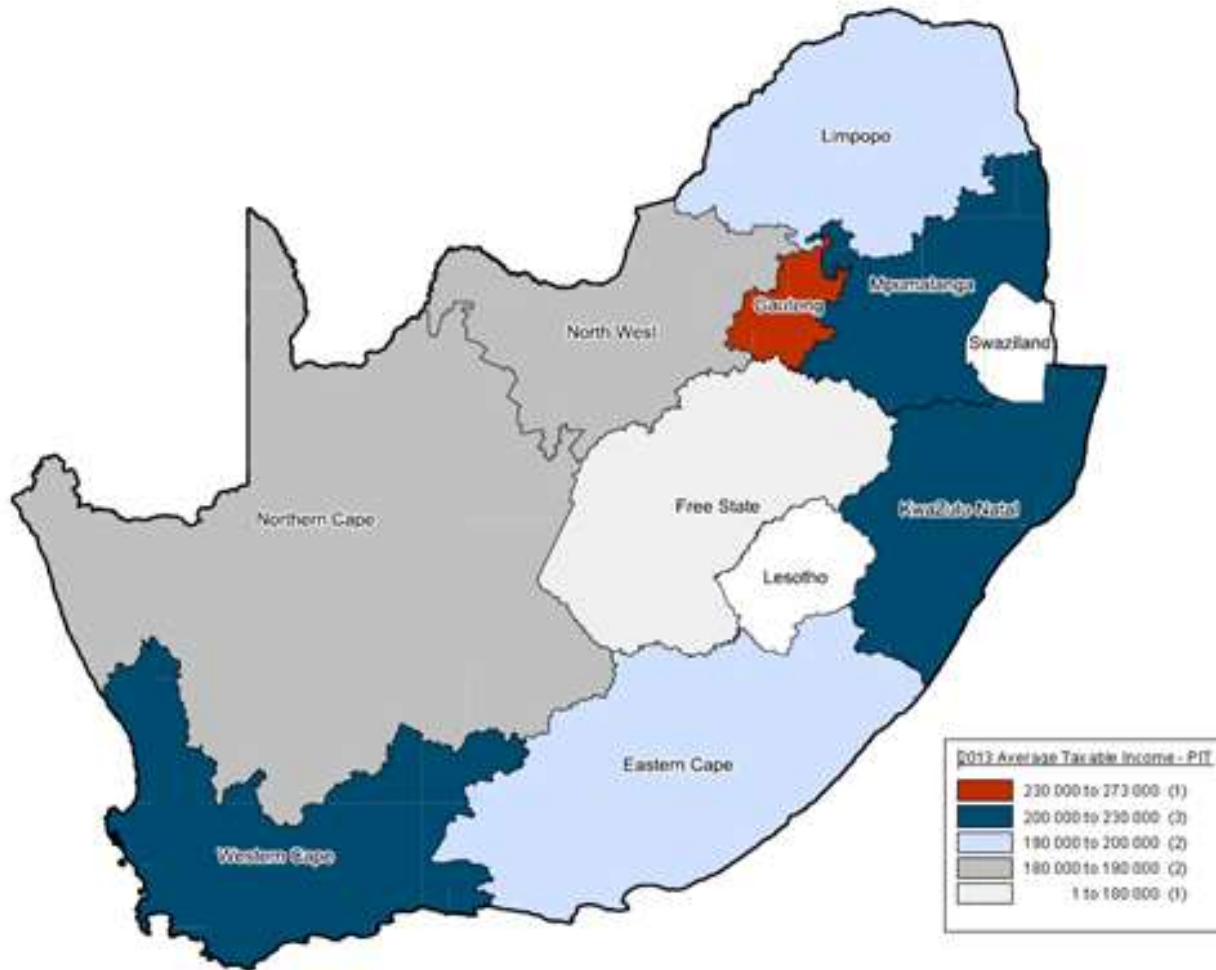 Limpopo
Mpumalanga
Gauteng
North West
Swaziland
Free State
KwaZulu-Natal
Northern Cape
Lesotho
Eastern Cape
Western Cape
2013 Average Taxable Income - PIT
230 000 to 273 000 (1)
200 000 to 230 000 (3)
190 000 to 200 000 (2)
180 000 to 190 000 (2)
1 to 180 000 (1)